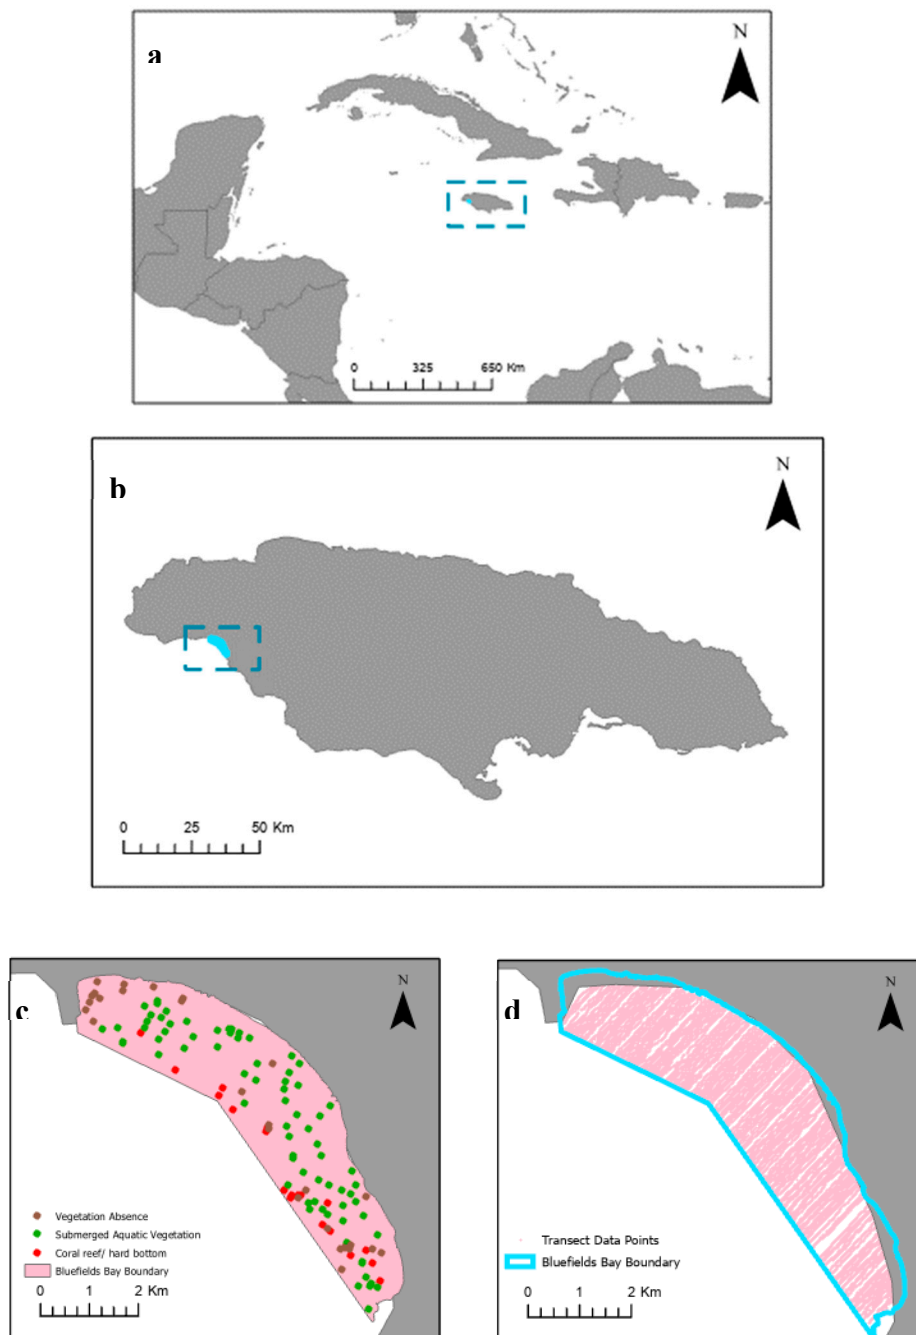 a
N
0 325 650 Km
b
N
0 25 50 Km
c
N
Vegetation Absence
Submerged Aquatic Vegetation
Coral reef/ hard bottom
Bluefields Bay Boundary
0 1 2 Km
d
N
Transect Data Points
Bluefields Bay Boundary
0 1 2 Km